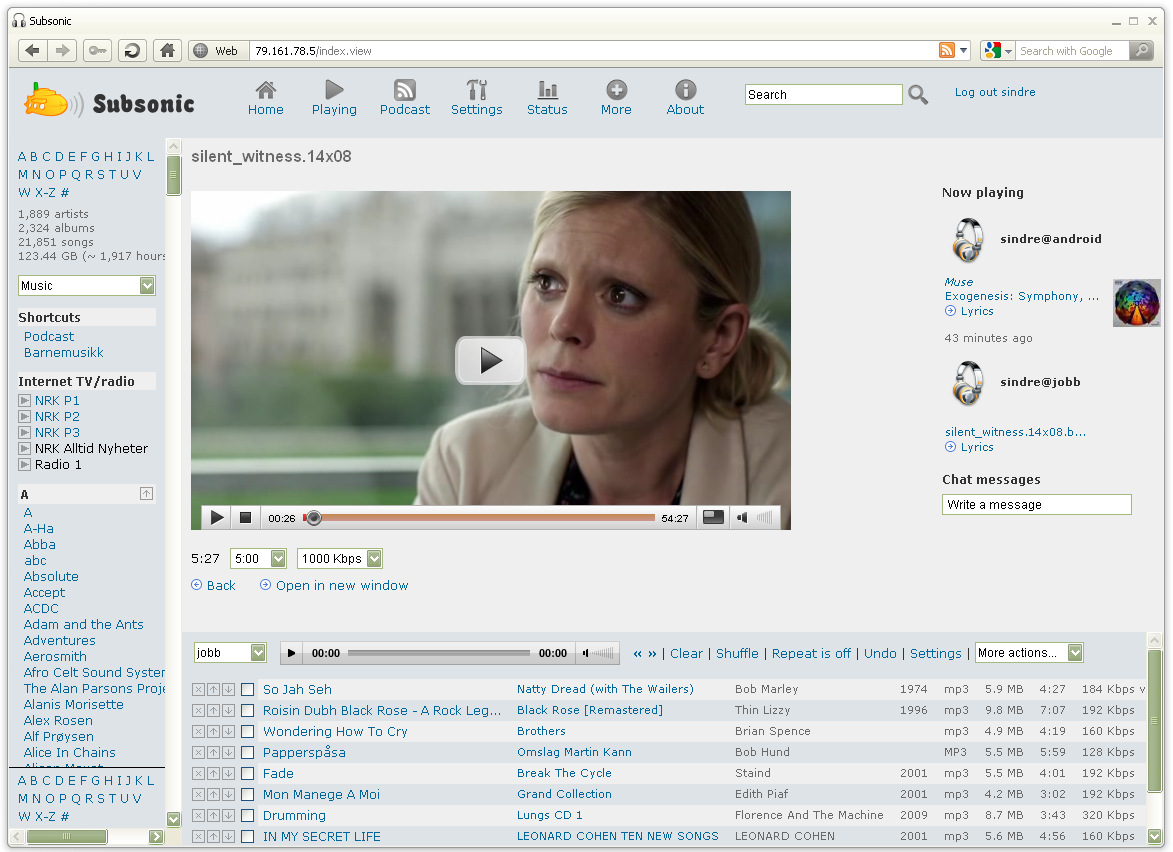 Subsonic
Web
79.161.78.5/index.view
Search with Google
Subsonic
Home
Playing
Podcast
Settings
Status
More
About
Search
Log out sindre
A B C D E F G H I J K L
M N O P Q R S T U V
W X-Z #
1,889 artists
2,324 albums
21,851 songs
123.44 GB (~ 1,917 hours
Music
Shortcuts
Podcast
Barnemusikk
Internet TV/radio
NRK P1
NRK P2
NRK P3
NRK Alltid Nyheter
Radio 1
A
A
A-Ha
Abba
abc
Absolute
Accept
ACDC
Adam and the Ants
Adventures
Aerosmith
Afro Celt Sound System
The Alan Parsons Proje
Alanis Morisette
Alex Rosen
Alf Prøysen
Alice In Chains
A B C D E F G H I J K L
M N O P Q R S T U V
W X-Z #
silent_witness.14x08
00:26
54:27
5:27
5:00
1000 Kbps
Back
Open in new window
Now playing
sindre@android
Muse
Exogenesis: Symphony, ...
Lyrics
43 minutes ago
sindre@jobb
silent_witness.14x08.b...
Lyrics
Chat messages
Write a message
jobb
00:00
00:00
« » | Clear | Shuffle | Repeat is off | Undo | Settings |
More actions...
So Jah Seh Natty Dread (with The Wailers) Bob Marley 1974 mp3 5.9 MB 4:27 184 Kbps v
Roisin Dubh Black Rose - A Rock Leg... Black Rose [Remastered] Thin Lizzy 1996 mp3 9.8 MB 7:07 192 Kbps
Wondering How To Cry Brothers Brian Spence mp3 4.9 MB 4:19 160 Kbps
Papperspåsa Omslag Martin Kann Bob Hund MP3 5.5 MB 5:59 128 Kbps
Fade Break The Cycle Staind 2001 mp3 5.5 MB 4:01 192 Kbps
Mon Manege A Moi Grand Collection Edith Piaf 2001 mp3 4.2 MB 3:02 192 Kbps
Drumming Lungs CD 1 Florence And The Machine 2009 mp3 8.7 MB 3:43 320 Kbps
IN MY SECRET LIFE LEONARD COHEN TEN NEW SONGS LEONARD COHEN 2001 mp3 5.6 MB 4:56 160 Kbps